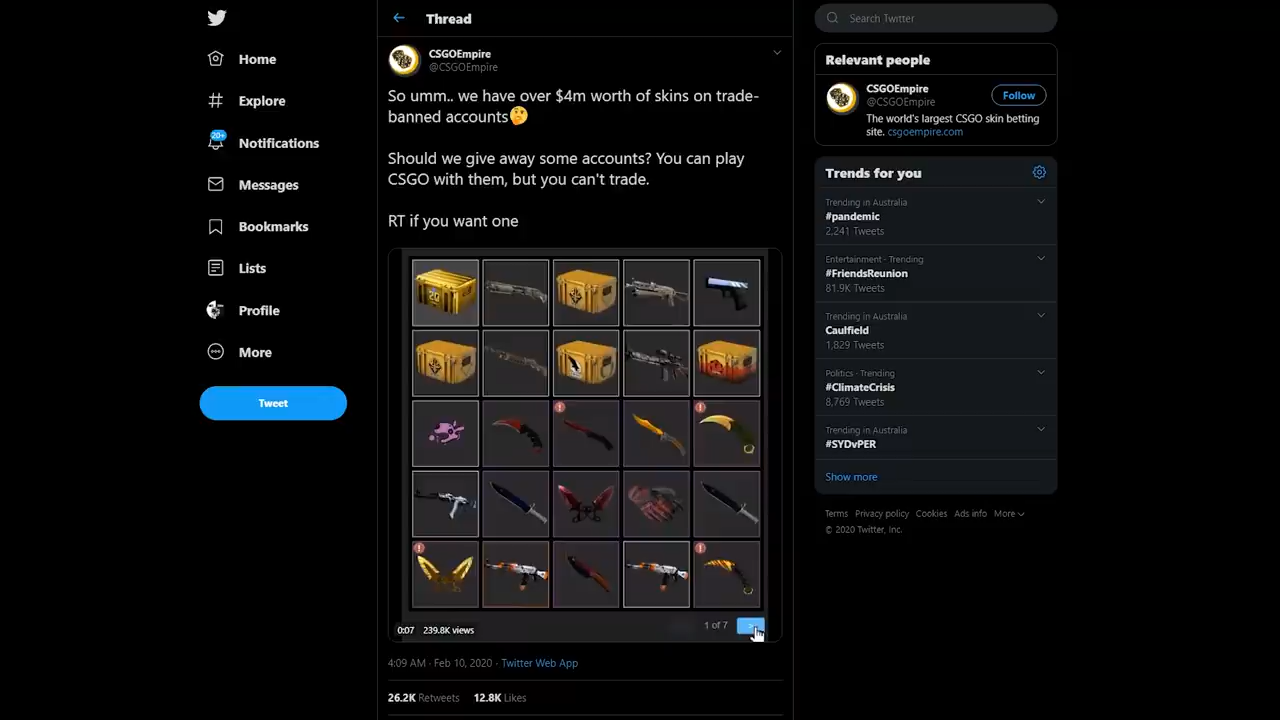 Home
Explore
20+
Notifications
Messages
Bookmarks
Lists
Profile
More
Tweet
Thread
CSGOEmpire
@CSGOEmpire
So umm.. we have over $4m worth of skins on trade-
banned accounts🤔
Should we give away some accounts? You can play
CSGO with them, but you can't trade.
RT if you want one
20
1 of 7
0:07 239.8K views
4:09 AM · Feb 10, 2020 · Twitter Web App
26.2K Retweets 12.8K Likes
Search Twitter
Relevant people
CSGOEmpire
@CSGOEmpire
Follow
The world's largest CSGO skin betting
site. csgoempire.com
Trends for you
Trending in Australia
#pandemic
2,241 Tweets
Entertainment · Trending
#FriendsReunion
81.9K Tweets
Trending in Australia
Caulfield
1,829 Tweets
Politics · Trending
#ClimateCrisis
8,769 Tweets
Trending in Australia
#SYDvPER
Show more
Terms Privacy policy Cookies Ads info More
© 2020 Twitter, Inc.